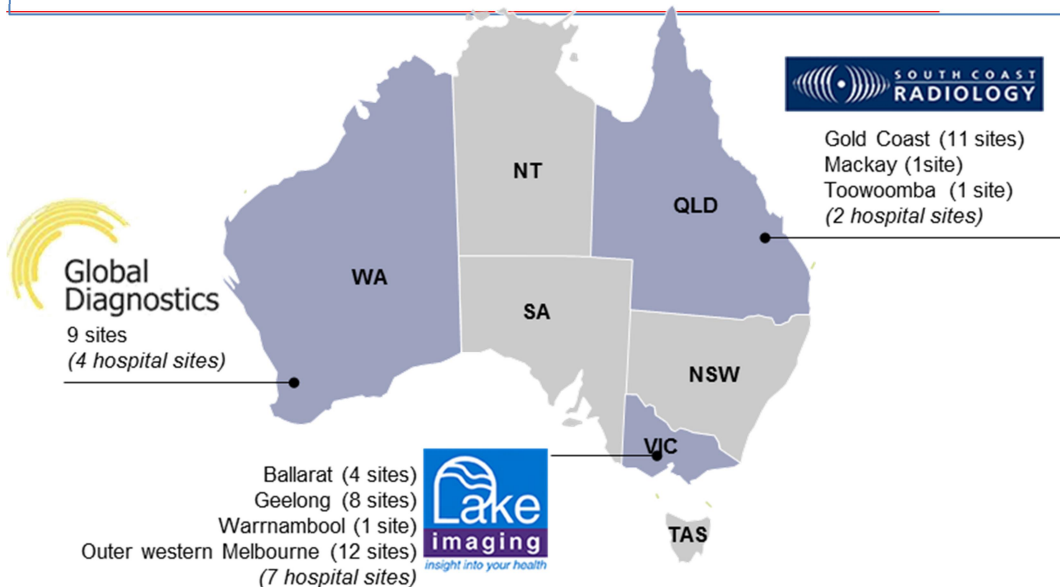 SOUTH COAST
RADIOLOGY
Gold Coast (11 sites)
Mackay (1site)
Toowoomba (1 site)
(2 hospital sites)
NT
QLD
WA
SA
NSW
VIC
TAS
Global
Diagnostics
9 sites
(4 hospital sites)
Ballarat (4 sites)
Geelong (8 sites)
Warrnambool (1 site)
Outer western Melbourne (12 sites)
(7 hospital sites)
Lake
imaging
insight into your health